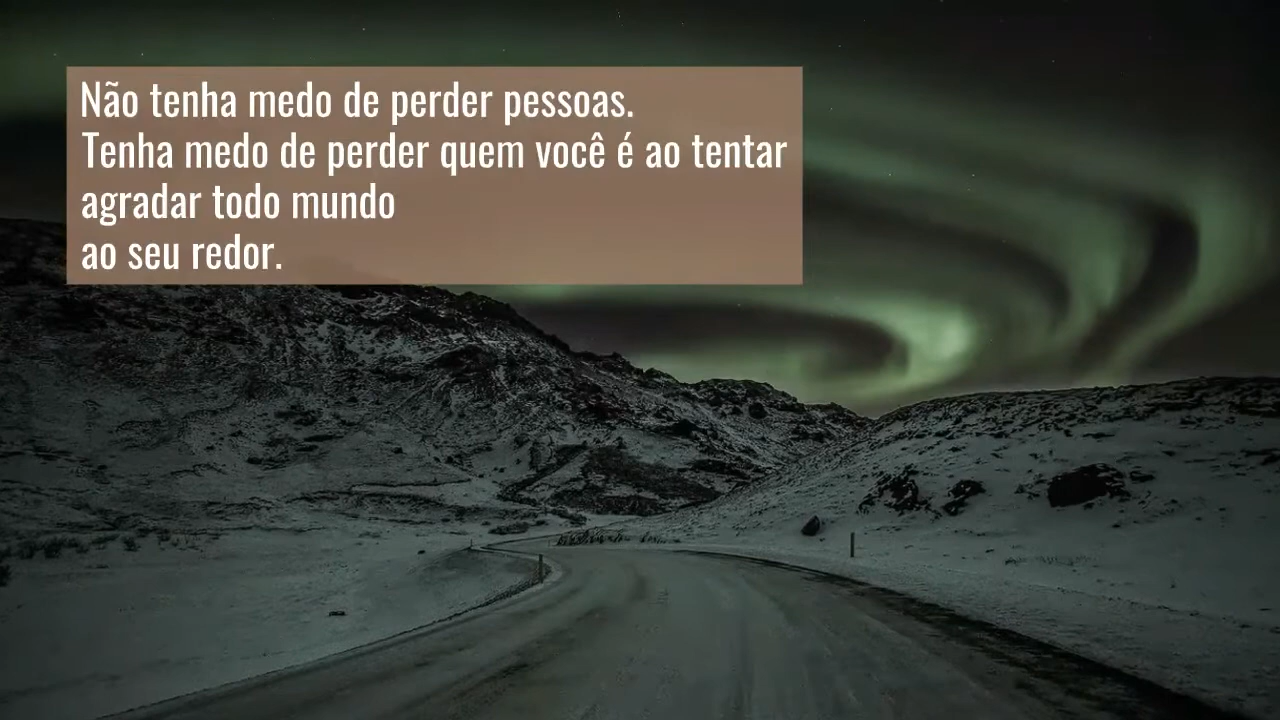 Não tenha medo de perder pessoas.
Tenha medo de perder quem você é ao tentar
agradar todo mundo
ao seu redor.